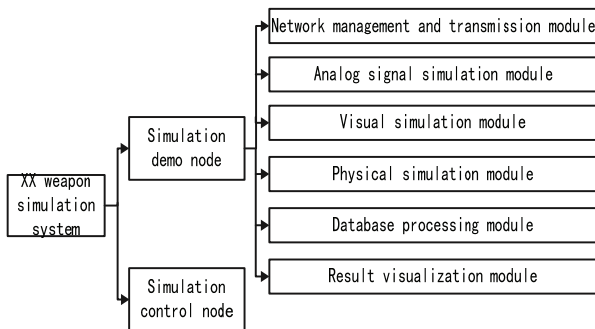 Network management and transmission module
Analog signal simulation module
Visual simulation module
Simulation
demo node
Physical simulation module
XX weapon
simulation
system
Database processing module
Result visualization module
Simulation
control node